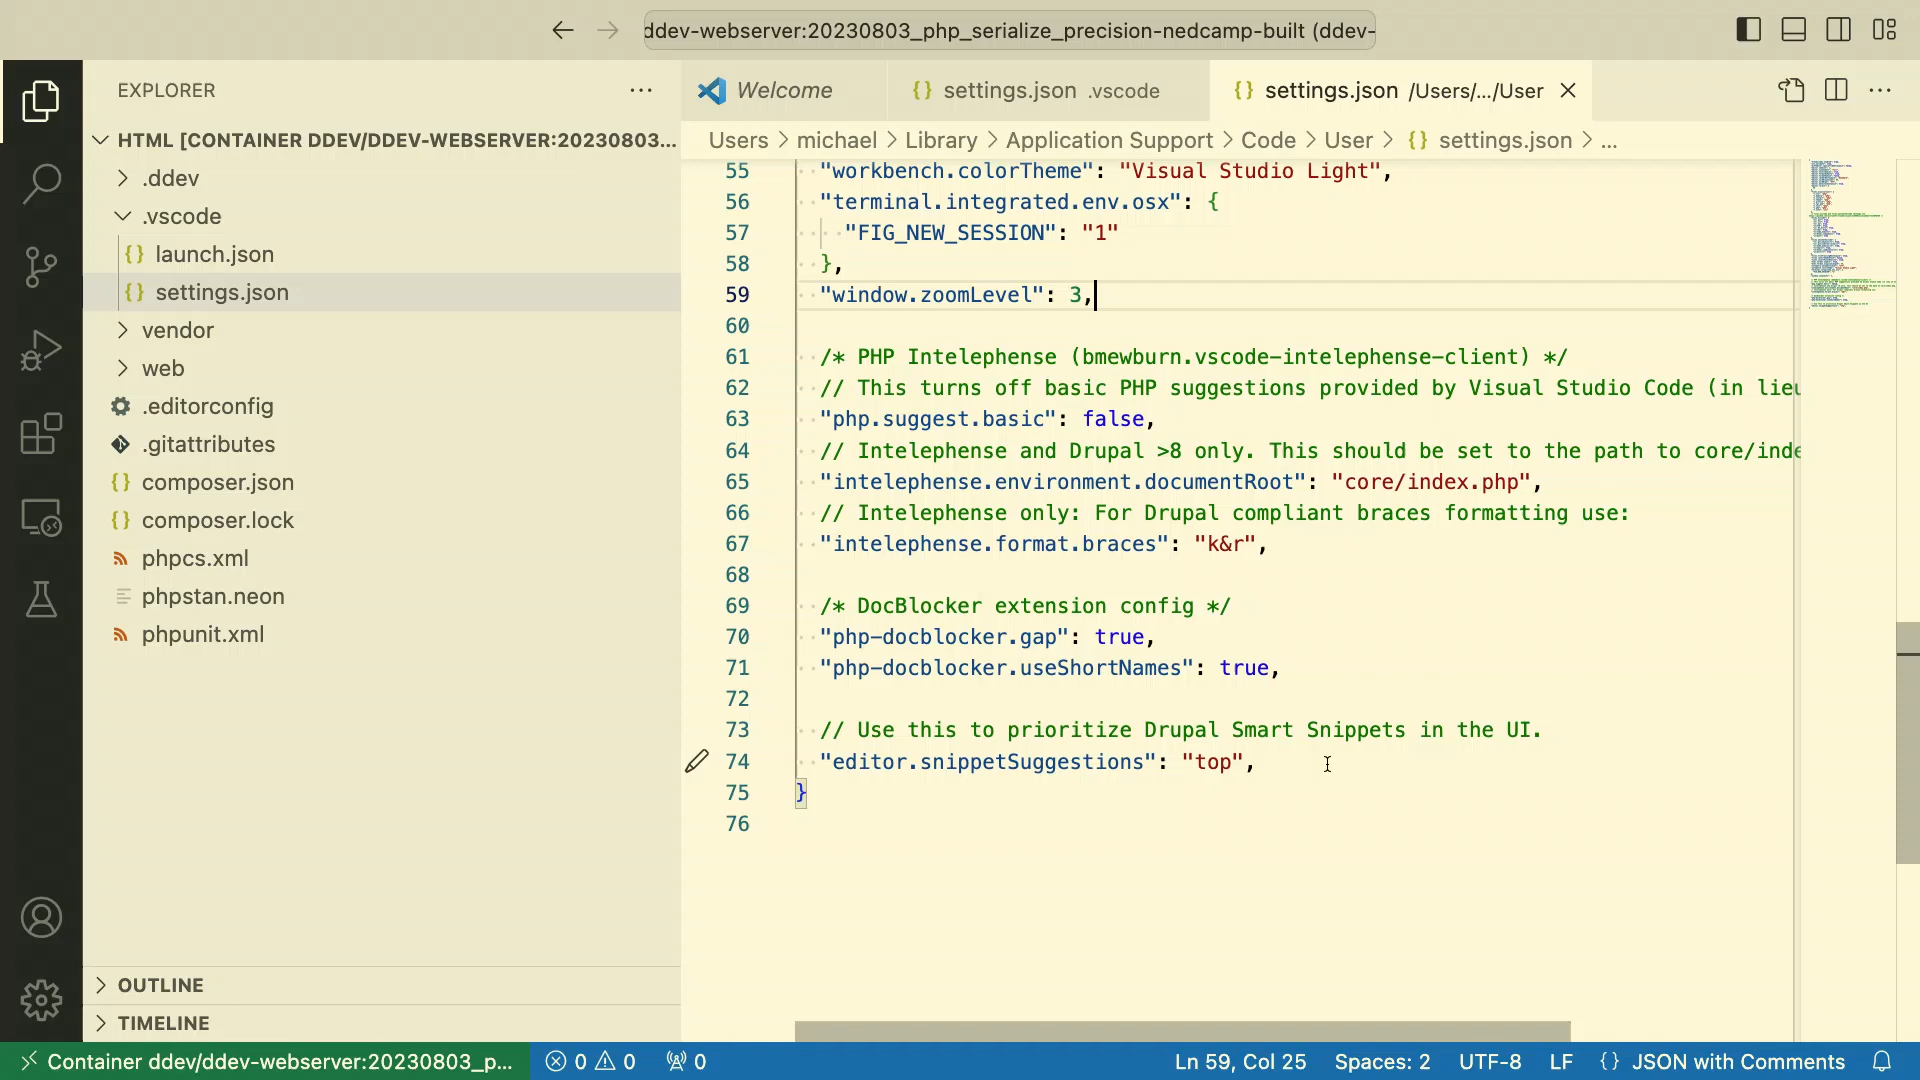 ddev-webserver:20230803_php_serialize_precision-nedcamp-built (ddev-
EXPLORER
Welcome
settings.json .vscode
settings.json /Users/.../User
HTML [CONTAINER DDEV/DDEV-WEBSERVER:20230803...
Users > michael > Library > Application Support > Code > User > {} settings.json > ...
.ddev
.vscode
{} launch.json
{} settings.json
vendor
web
.editorconfig
.gitattributes
{} composer.json
{} composer.lock
phpcs.xml
phpstan.neon
phpunit.xml
OUTLINE
TIMELINE
55 "workbench.colorTheme": "Visual Studio Light",
56 "terminal.integrated.env.osx": {
57 "FIG_NEW_SESSION": "1"
58 },
59 "window.zoomLevel": 3,
60
61 /* PHP Intelephense (bmewburn.vscode-intelephense-client) */
62 // This turns off basic PHP suggestions provided by Visual Studio Code (in lieu
63 "php.suggest.basic": false,
64 // Intelephense and Drupal >8 only. This should be set to the path to core/inde
65 "intelephense.environment.documentRoot": "core/index.php",
66 // Intelephense only: For Drupal compliant braces formatting use:
67 "intelephense.format.braces": "k&r",
68
69 /* DocBlocker extension config */
70 "php-docblocker.gap": true,
71 "php-docblocker.useShortNames": true,
72
73 // Use this to prioritize Drupal Smart Snippets in the UI.
74 "editor.snippetSuggestions": "top",
75 }
76
Container ddev/ddev-webserver:20230803_p... 0 0 0 Ln 59, Col 25 Spaces: 2 UTF-8 LF {} JSON with Comments